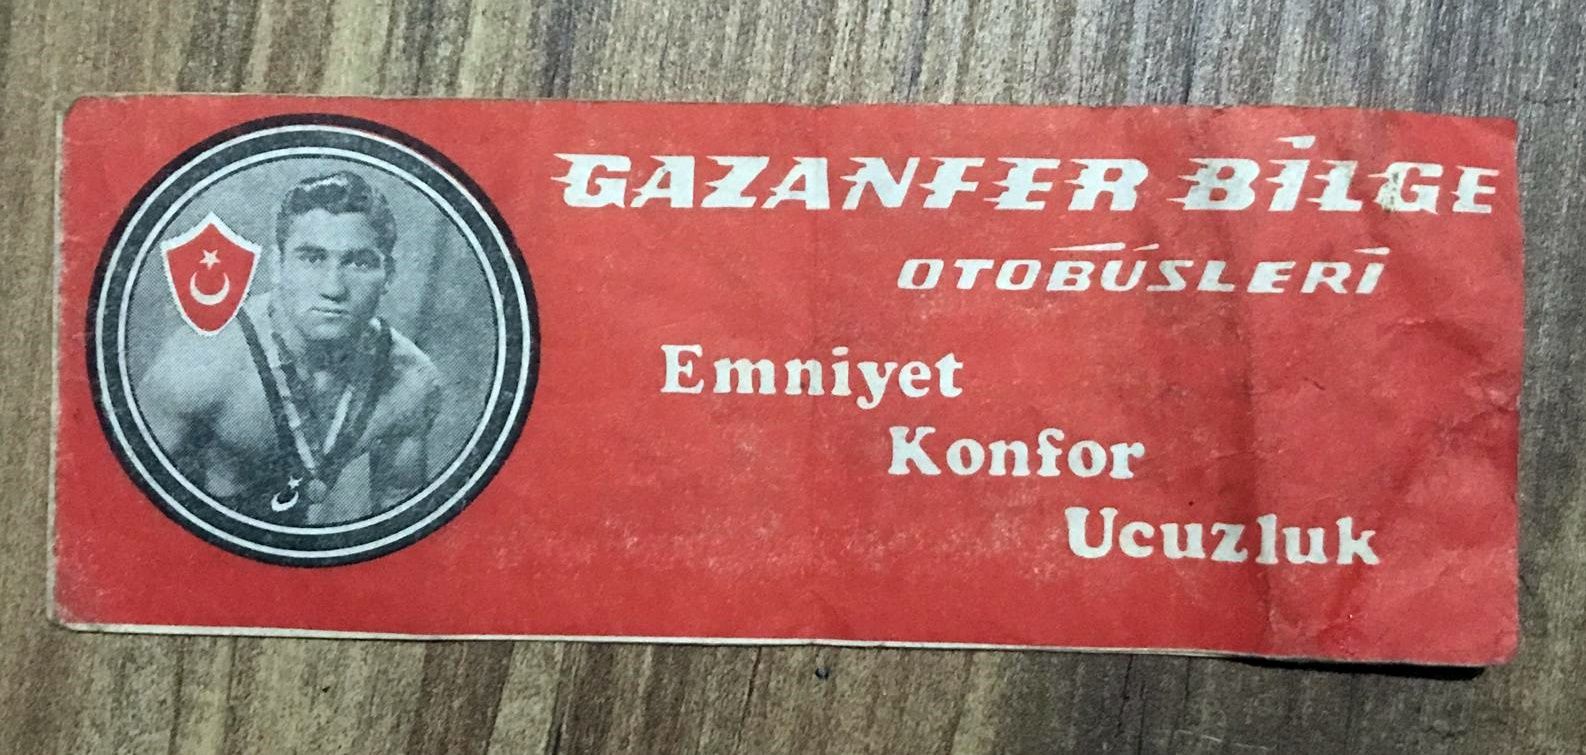 GAZANFER BİLGE
OTOBÜSLERİ
Emniyet
Konfor
Ucuzluk